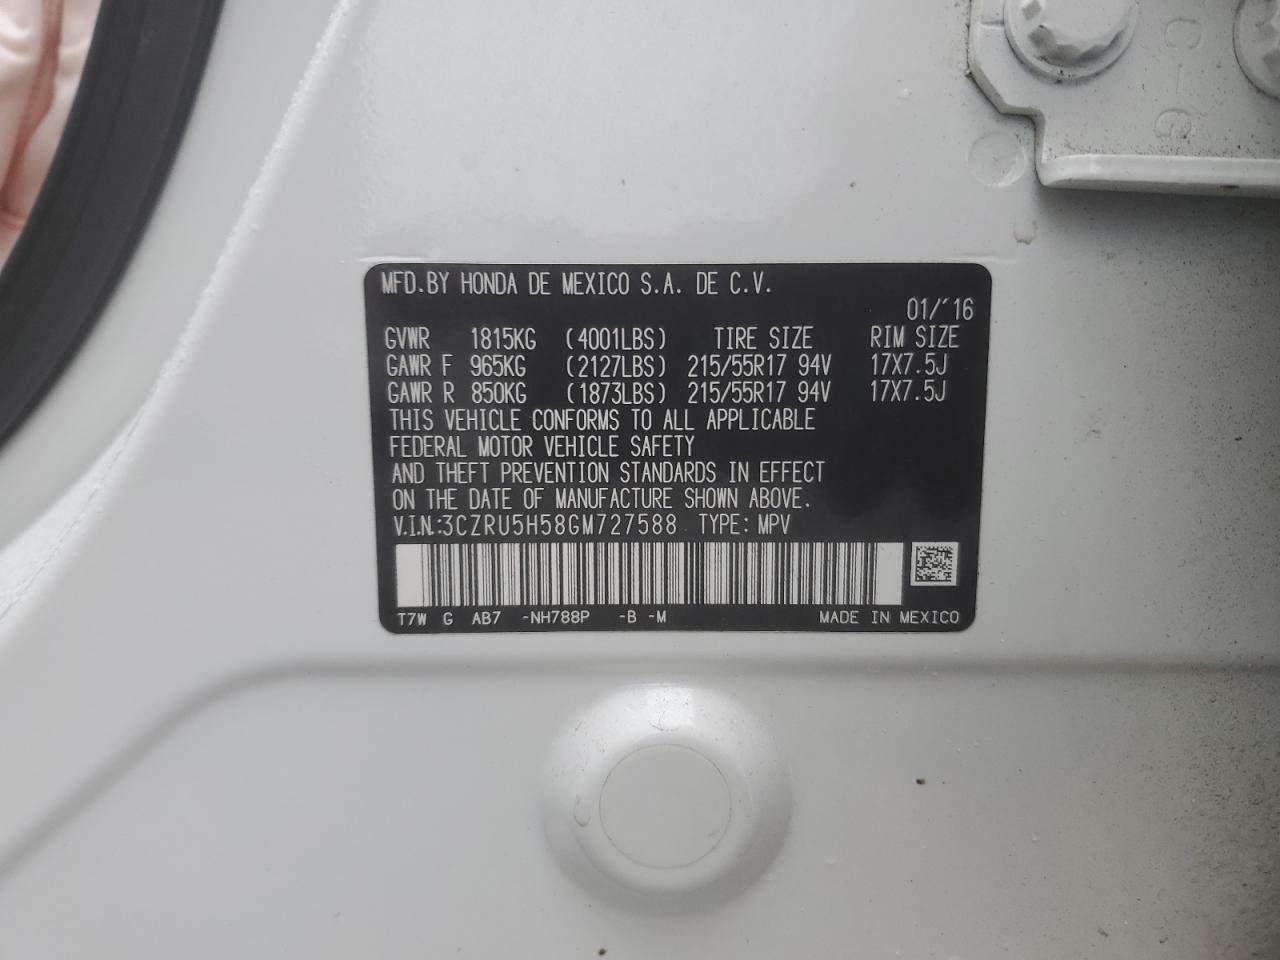 C-G
MFD.BY HONDA DE MEXICO S.A. DE C.V.
01/'16
GVWR 1815KG (4001LBS) TIRE SIZE RIM SIZE
GAWR F 965KG (2127LBS) 215/55R17 94V 17X7.5J
GAWR R 850KG (1873LBS) 215/55R17 94V 17X7.5J
THIS VEHICLE CONFORMS TO ALL APPLICABLE
FEDERAL MOTOR VEHICLE SAFETY
AND THEFT PREVENTION STANDARDS IN EFFECT
ON THE DATE OF MANUFACTURE SHOWN ABOVE.
V.I.N.:3CZRU5H58GM727588 TYPE: MPV
T7W G AB7 -NH788P -B -M MADE IN MEXICO